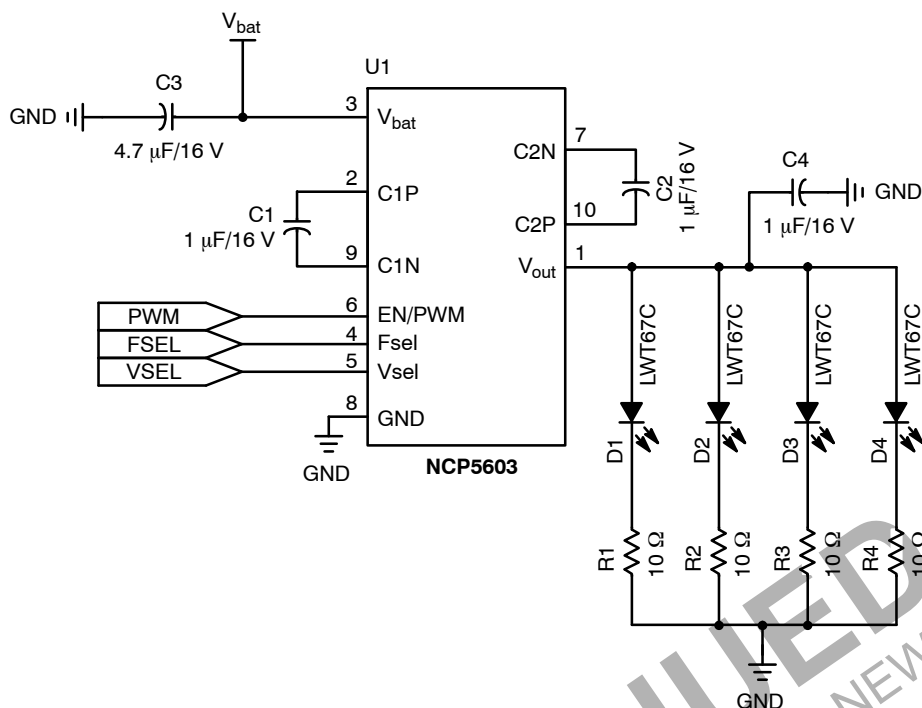 V_bat
U1
C3
GND
4.7 μF/16 V
3
V_bat
2
C1P
C1
1 μF/16 V
9
C1N
PWM
6
EN/PWM
FSEL
4
Fsel
VSEL
5
Vsel
8
GND
GND
NCP5603
7
C2N
C2
1 μF/16 V
10
C2P
1
V_out
C4
GND
1 μF/16 V
LWT67C
LWT67C
LWT67C
LWT67C
D1
D2
D3
D4
R1
10 Ω
R2
10 Ω
R3
10 Ω
R4
10 Ω
GND
NEW